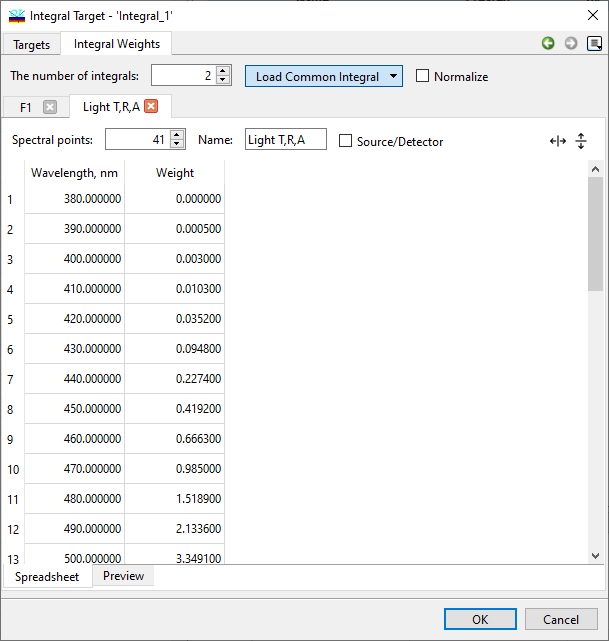 Integral Target - 'Integral_1'
Targets Integral Weights
The number of integrals: 2 Load Common Integral Normalize
F1 Light T,R,A
Spectral points: 41 Name: Light T,R,A Source/Detector
Wavelength, nm Weight
1 380.000000 0.000000
2 390.000000 0.000500
3 400.000000 0.003000
4 410.000000 0.010300
5 420.000000 0.035200
6 430.000000 0.094800
7 440.000000 0.227400
8 450.000000 0.419200
9 460.000000 0.666300
10 470.000000 0.985000
11 480.000000 1.518900
12 490.000000 2.133600
13 500.000000 3.349100
Spreadsheet Preview
OK Cancel